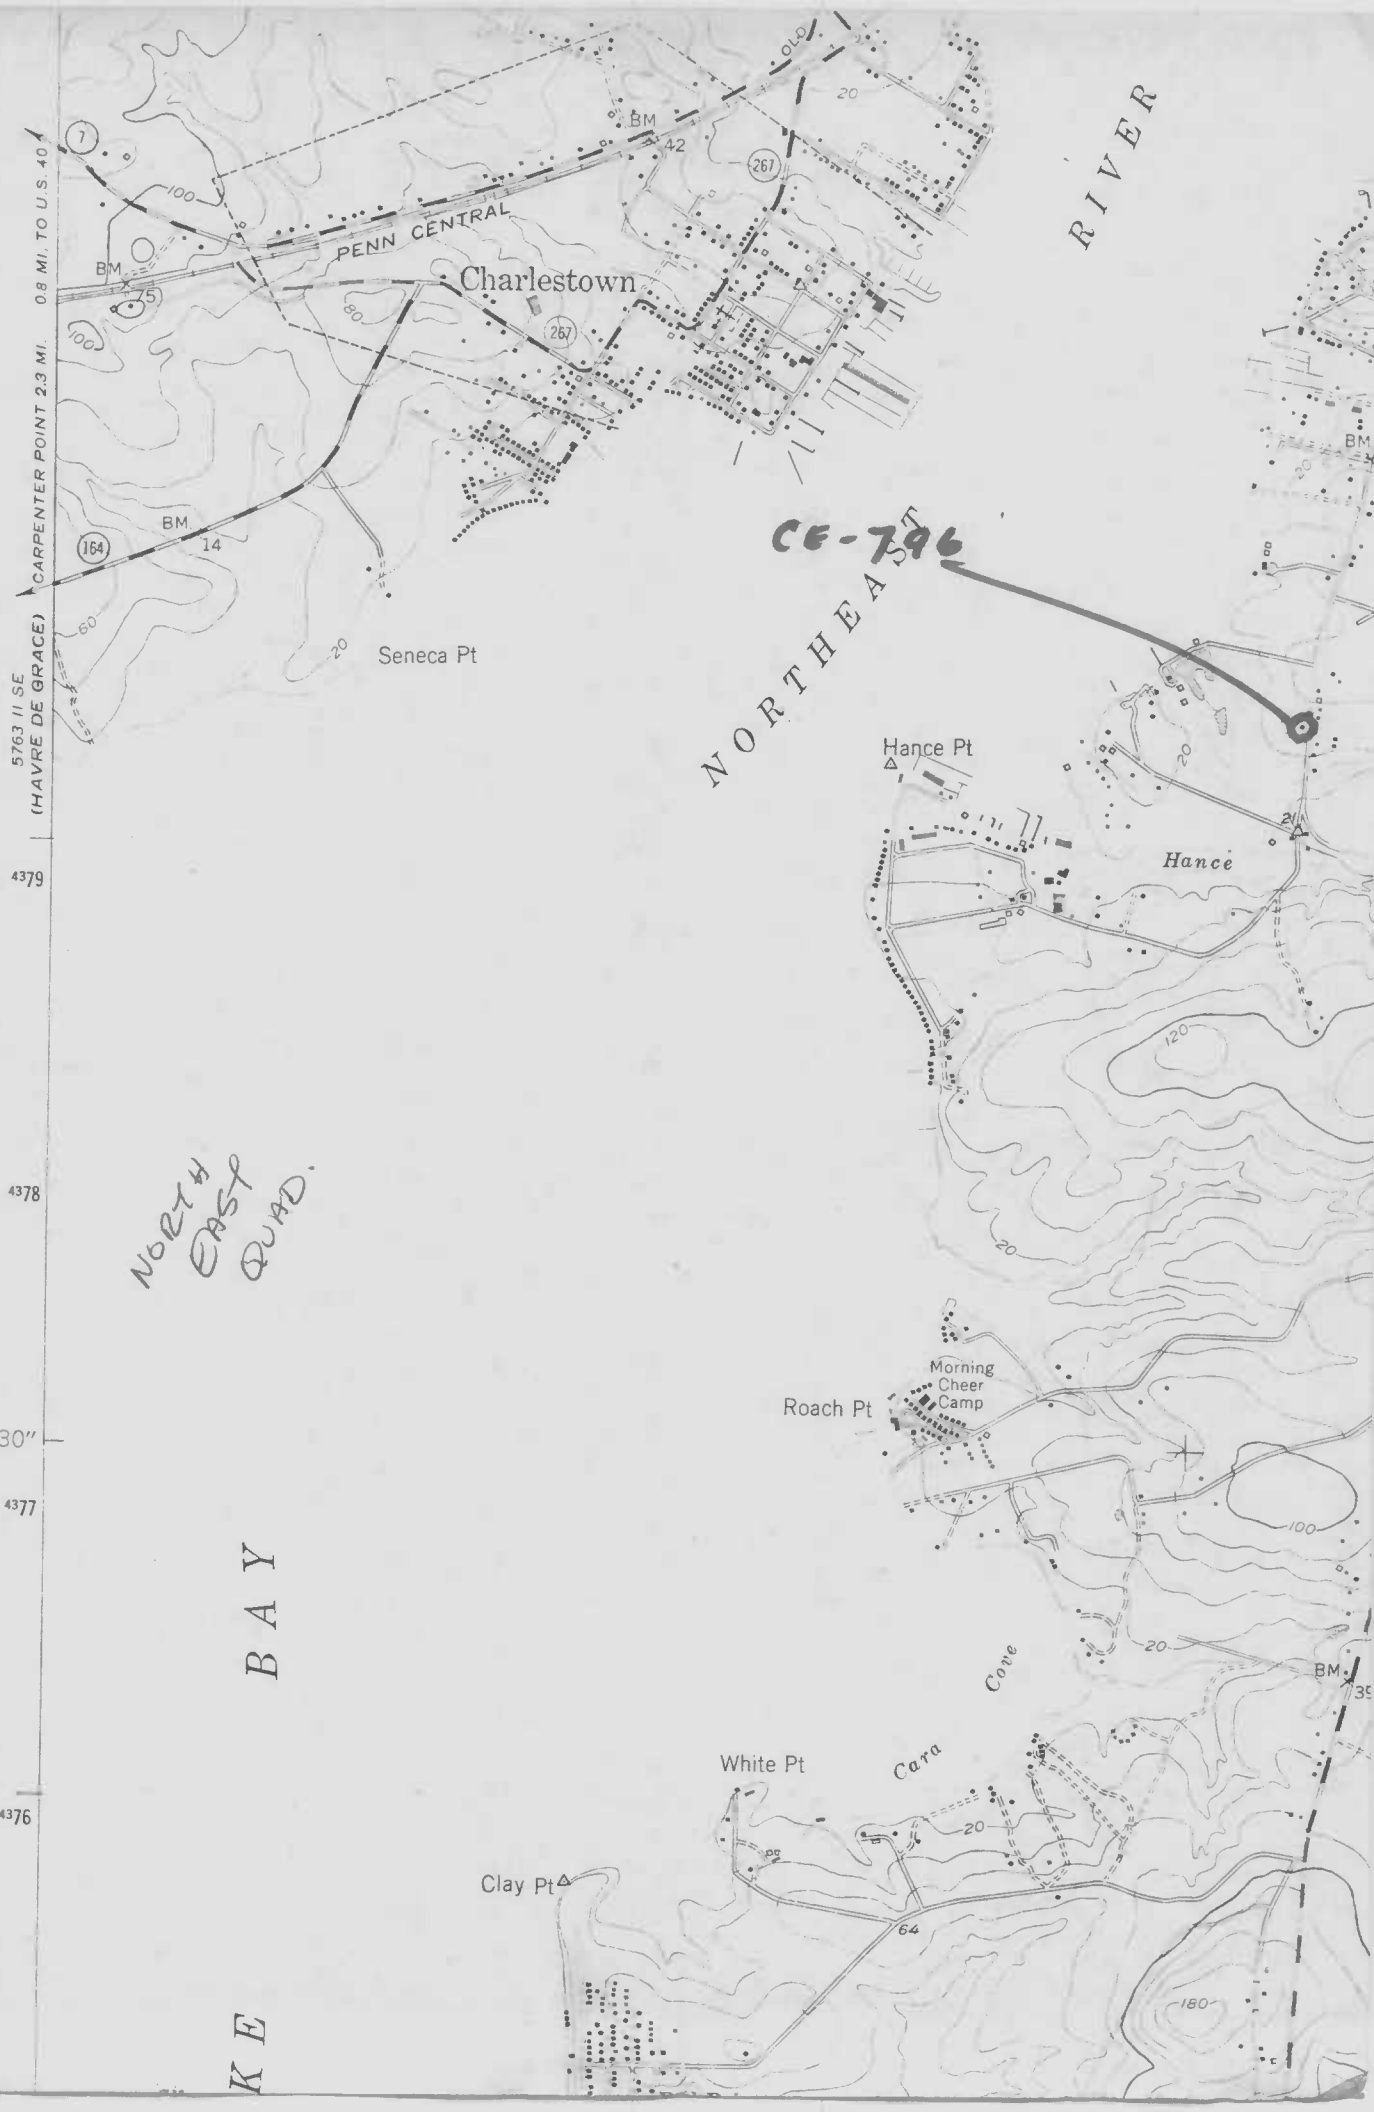 OLD
20
BM
42
7
267
100
RIVER
PENN CENTRAL
BM
75
Charlestown
80
267
100
0.8 MI. TO U.S. 40
CARPENTER POINT 2.3 MI.
BM
20
CE-796
BM
14
164
NORTHEAST
60
20
Seneca Pt
5763 II SE
(HAVRE DE GRACE)
Hance Pt
20
21
Hance
4379
120
4378
NORTH
EAST
QUAD.
20
Morning
Cheer
Camp
Roach Pt
30"
4377
100
BAY
20
Cove
BM
39
White Pt
Cara
4376
20
Clay Pt
64
180
KE